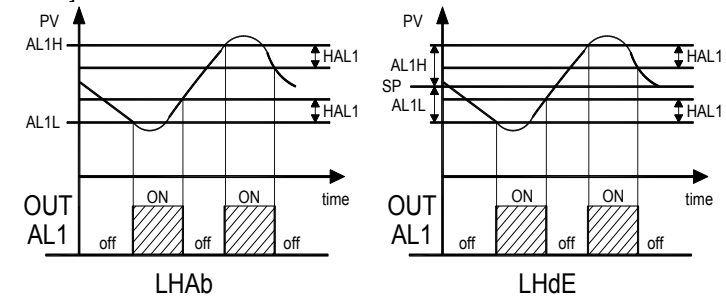 PV
AL1H
HAL1
AL1L
HAL1
time
OUT
AL1
off
ON
off
ON
off
LHAb
PV
AL1H
HAL1
SP
AL1L
HAL1
time
OUT
AL1
off
ON
off
ON
off
LHdE